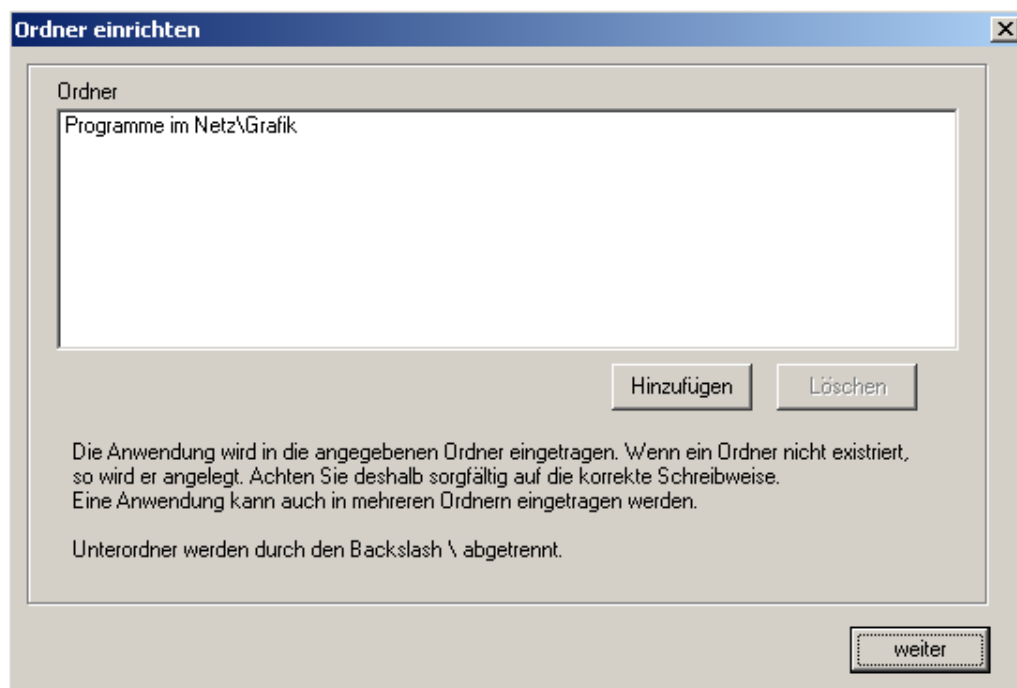 Ordner einrichten
Ordner
Programme im Netz\Grafik
Hinzufügen
Löschen
Die Anwendung wird in die angegebenen Ordner eingetragen. Wenn ein Ordner nicht existiert,
so wird er angelegt. Achten Sie deshalb sorgfältig auf die korrekte Schreibweise.
Eine Anwendung kann auch in mehreren Ordnern eingetragen werden.
Unterordner werden durch den Backslash \ abgetrennt.
weiter